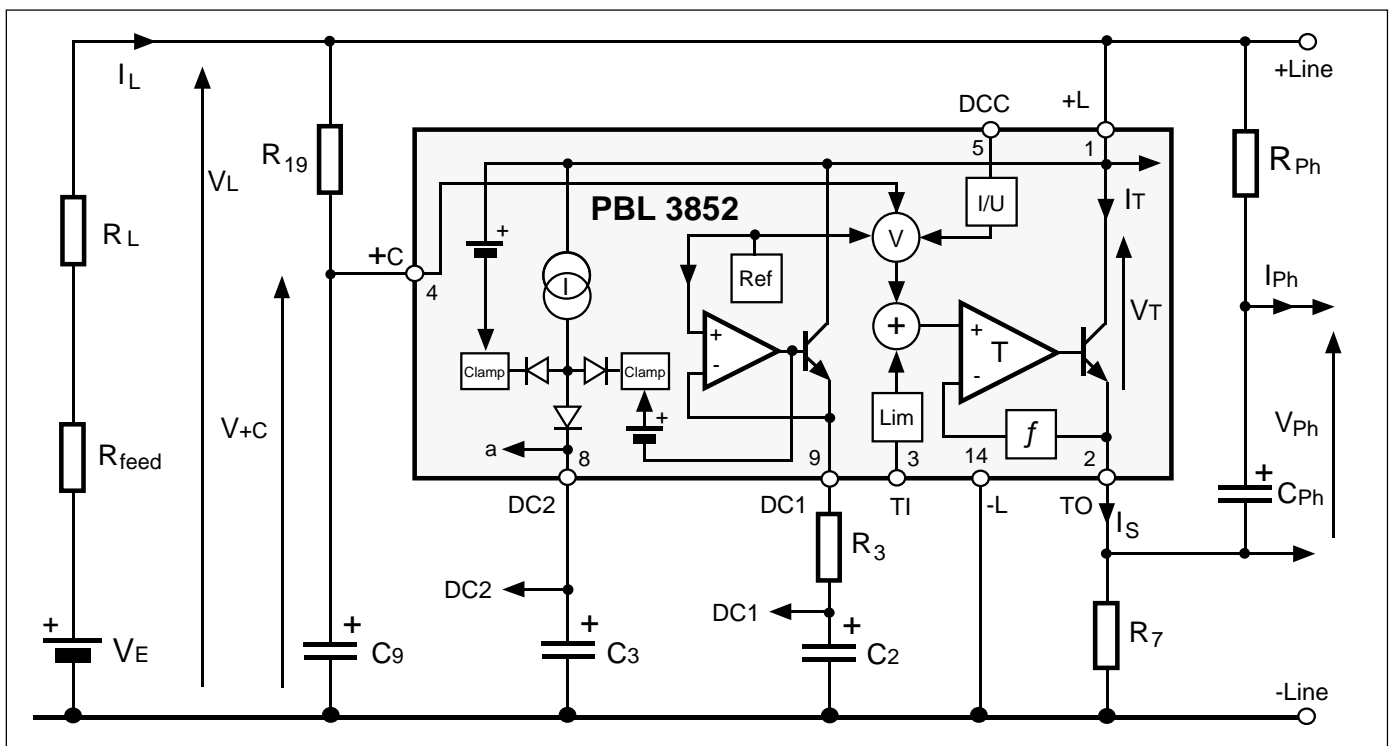 IL
+Line
DCC
+L
R19
5
1
RPh
VL
PBL 3852
I/U
IT
RL
+
V
+C
4
I
Ref
IPh
VT
+
+
T
-
+
-
Clamp
Clamp
Lim
V+C
+
f
VPh
Rfeed
a
8
9
3
14
2
+
CPh
DC2
DC1
TI
-L
TO
IS
R3
DC2
DC1
+
VE
+
C9
+
C3
+
C2
R7
-Line